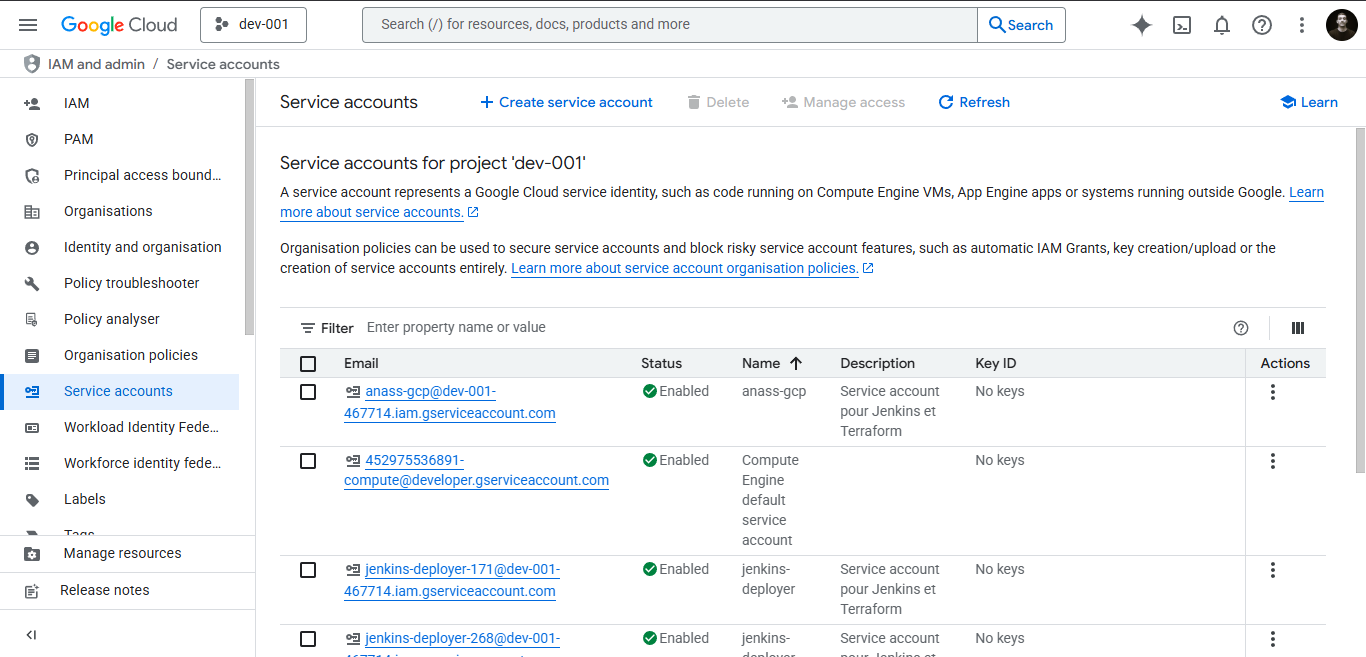 Google Cloud
dev-001
Search (/) for resources, docs, products and more
Search
IAM and admin / Service accounts
IAM
PAM
Principal access bound...
Organisations
Identity and organisation
Policy troubleshooter
Policy analyser
Organisation policies
Service accounts
Workload Identity Fede...
Workforce identity fede...
Labels
Tags
Manage resources
Release notes
Service accounts
Create service account
Delete
Manage access
Refresh
Learn
Service accounts for project 'dev-001'
A service account represents a Google Cloud service identity, such as code running on Compute Engine VMs, App Engine apps or systems running outside Google. Learn
more about service accounts.
Organisation policies can be used to secure service accounts and block risky service account features, such as automatic IAM Grants, key creation/upload or the
creation of service accounts entirely. Learn more about service account organisation policies.
Filter Enter property name or value
Email Status Name Description Key ID Actions
anass-gcp@dev-001-
467714.iam.gserviceaccount.com
Enabled
anass-gcp
Service account
pour Jenkins et
Terraform
No keys
452975536891-
compute@developer.gserviceaccount.com
Enabled
Compute
Engine
default
service
account
No keys
jenkins-deployer-171@dev-001-
467714.iam.gserviceaccount.com
Enabled
jenkins-
deployer
Service account
pour Jenkins et
Terraform
No keys
jenkins-deployer-268@dev-001-
467714.iam.gserviceaccount.com
Enabled
jenkins-
deployer
Service account
pour Jenkins et
No keys